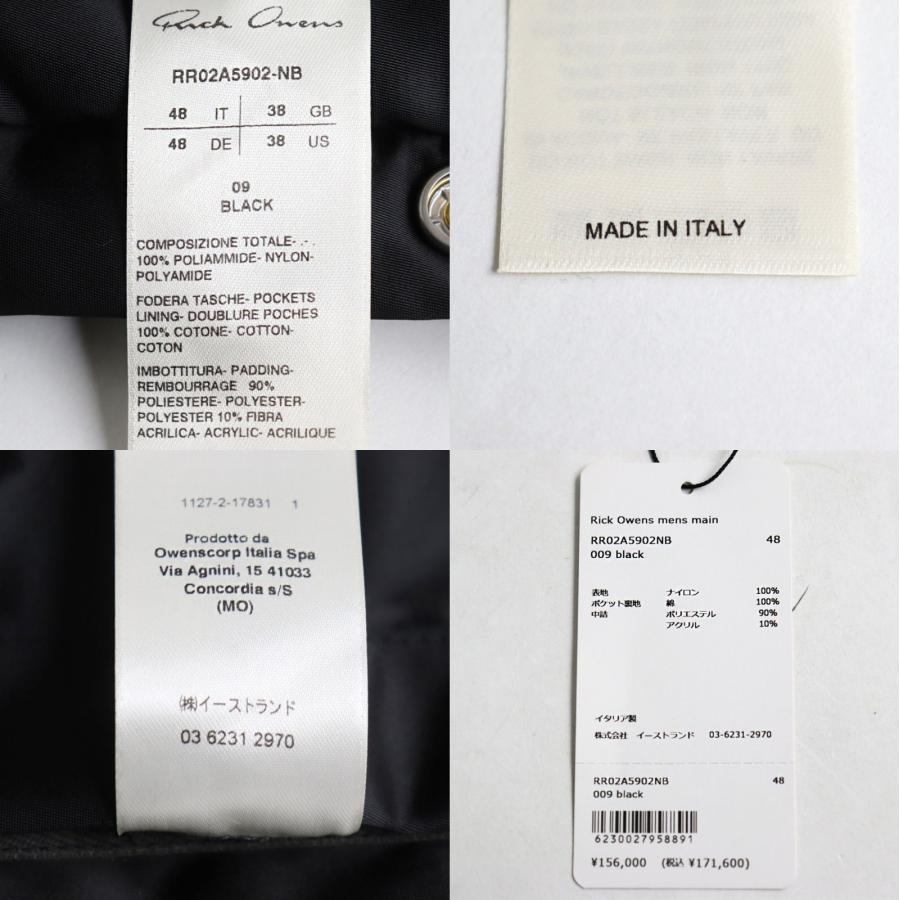 Rick Owens
RR02A5902-NB
48 IT 38 GB
48 DE 38 US
09
BLACK
COMPOSIZIONE TOTALE- . - .
100% POLIAMMIDE- NYLON-
POLYAMIDE
FODERA TASCHE- POCKETS
LINING- DOUBLURE POCHES
100% COTONE- COTTON-
COTON
IMBOTTITURA- PADDING-
REMBOURRAGE 90%
POLIESTERE- POLYESTER-
POLYESTER 10% FIBRA
ACRILICA- ACRYLIC- ACRILIQUE
MADE IN ITALY
1127-2-17831 1
Prodotto da
Owenscorp Italia Spa
Via Agnini, 15 41033
Concordia s/S
(MO)
㈱イーストランド
03 6231 2970
Rick Owens mens main
RR02A5902NB 48
009 black
表地 ナイロン 100%
ポケット裏地 綿 100%
中詰 ポリエステル 90%
アクリル 10%
イタリア製
株式会社 イーストランド 03-6231-2970
RR02A5902NB 48
009 black
6230027958891
¥156,000 (税込 ¥171,600)